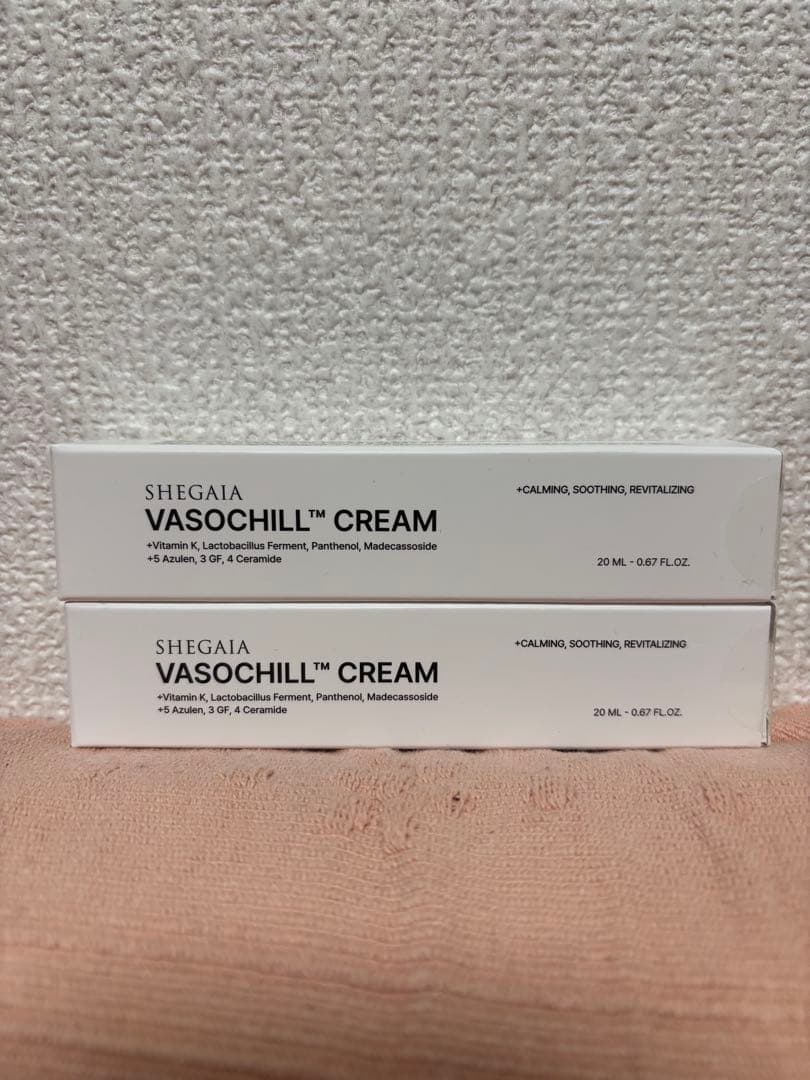 SHEGAIA
VASOCHILL™ CREAM
+Vitamin K, Lactobacillus Ferment, Panthenol, Madecassoside
+5 Azulen, 3 GF, 4 Ceramide
+CALMING, SOOTHING, REVITALIZING
20 ML - 0.67 FL.OZ.
SHEGAIA
VASOCHILL™ CREAM
+Vitamin K, Lactobacillus Ferment, Panthenol, Madecassoside
+5 Azulen, 3 GF, 4 Ceramide
+CALMING, SOOTHING, REVITALIZING
20 ML - 0.67 FL.OZ.